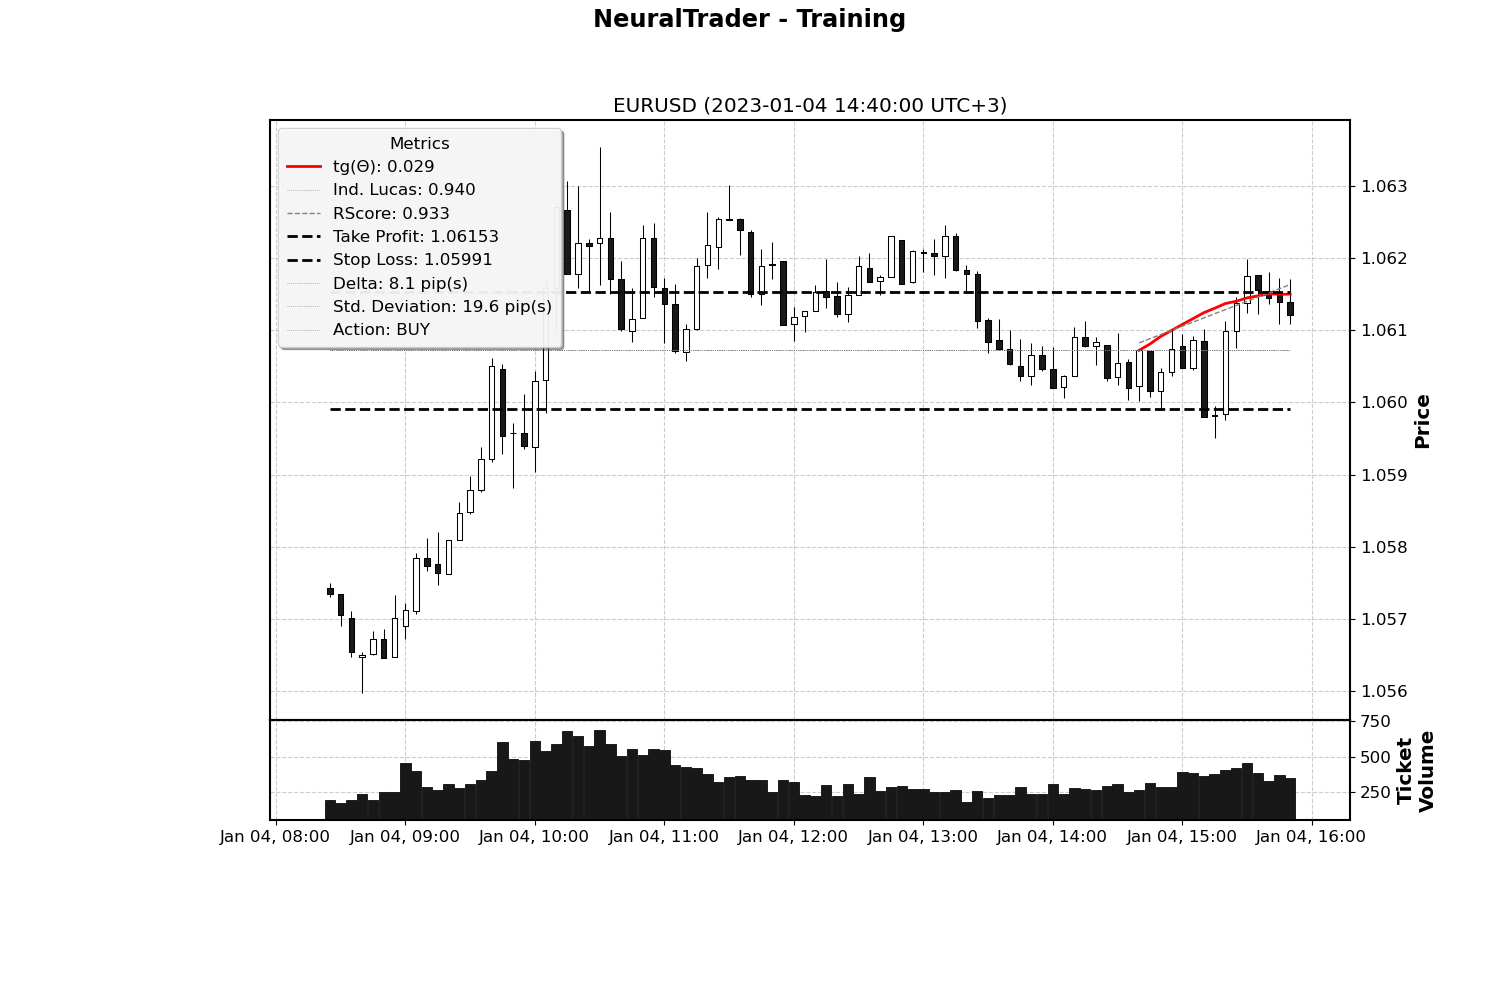 NeuralTrader - Training
EURUSD (2023-01-04 14:40:00 UTC+3)
Metrics
tg(Θ): 0.029
Ind. Lucas: 0.940
RScore: 0.933
Take Profit: 1.06153
Stop Loss: 1.05991
Delta: 8.1 pip(s)
Std. Deviation: 19.6 pip(s)
Action: BUY
1.063
1.062
1.061
1.060
1.059
1.058
1.057
1.056
Price
750
500
250
Ticket
Volume
Jan 04, 08:00 Jan 04, 09:00 Jan 04, 10:00 Jan 04, 11:00 Jan 04, 12:00 Jan 04, 13:00 Jan 04, 14:00 Jan 04, 15:00 Jan 04, 16:00